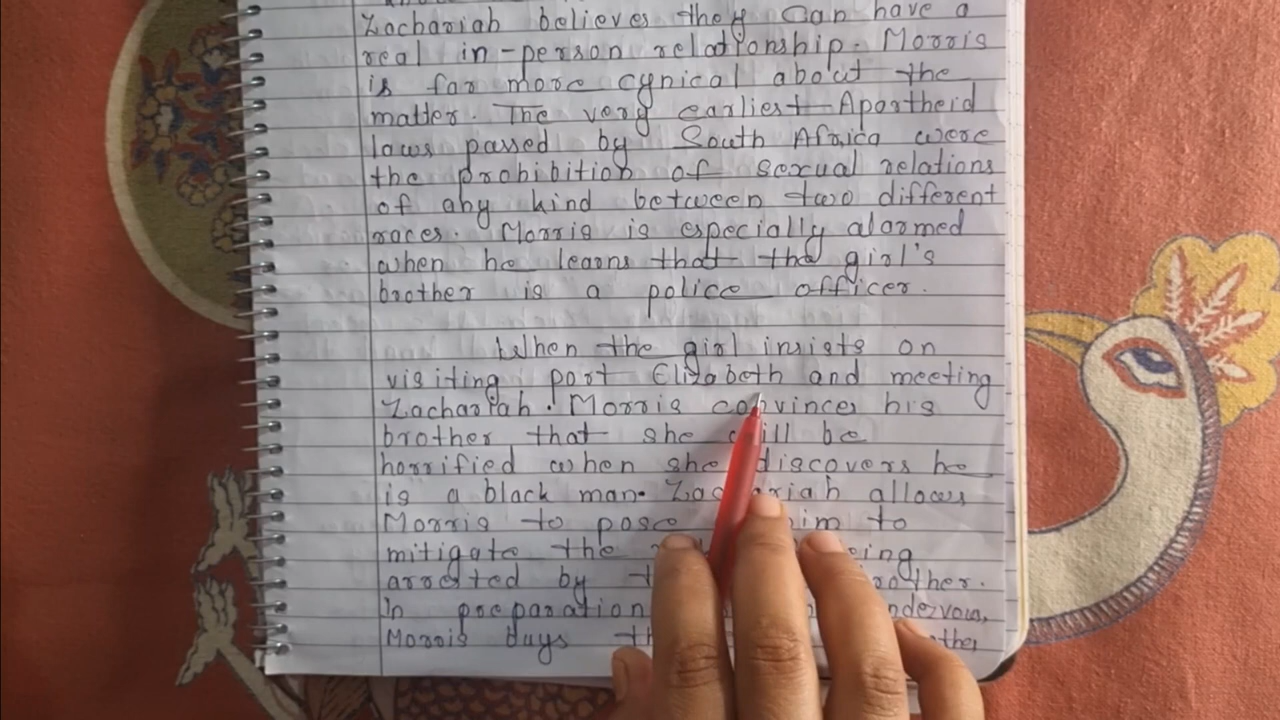 Zachariah believes they can have a
real in-person relationship. Morris
is far more cynical about the
matter. The very earliest Apartheid
laws passed by South Africa were
the prohibition of sexual relations
of any kind between two different
races. Morris is especially alarmed
when he learns that the girl's
brother is a police officer.
When the girl insists on
visiting port Elizabeth and meeting
Zachariah. Morris convinces his
brother that she will be
horrified when she discovers he
is a black man. Zachariah allows
Morris to pose him to
mitigate the
arrested by
In preparation
Morris buys